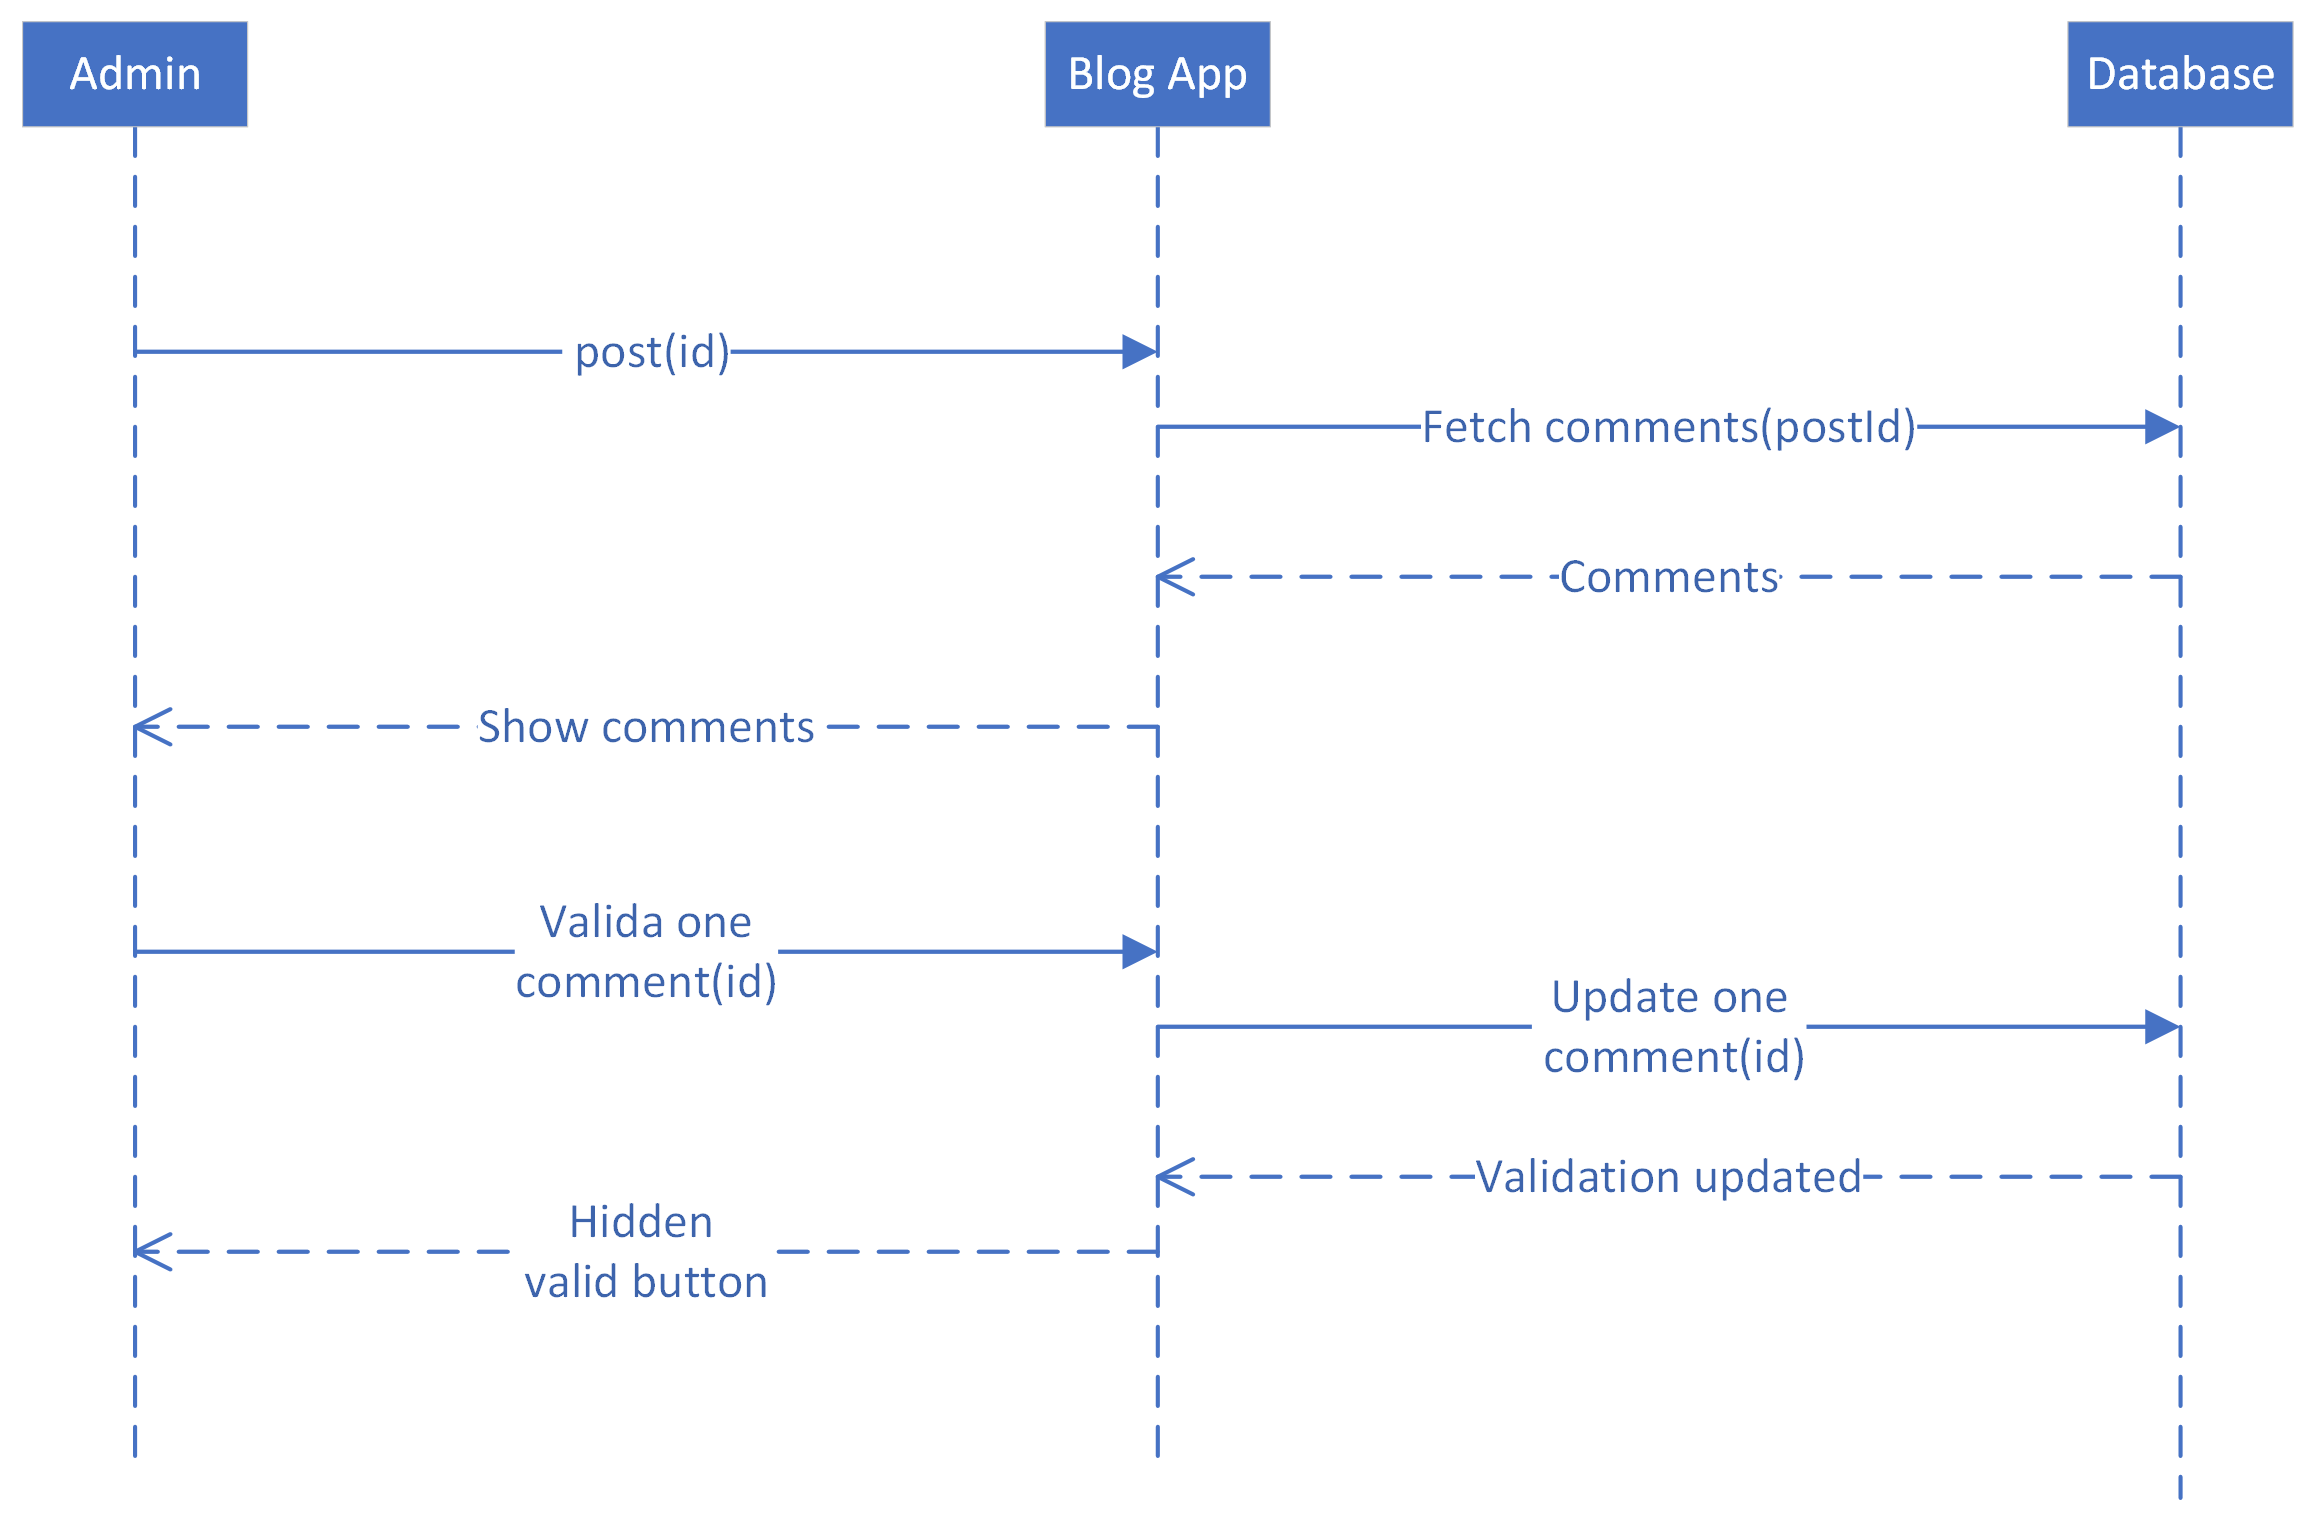 Admin
Blog App
Database
post(id)
Fetch comments(postId)
Comments
Show comments
Valida one
comment(id)
Update one
comment(id)
Validation updated
Hidden
valid button